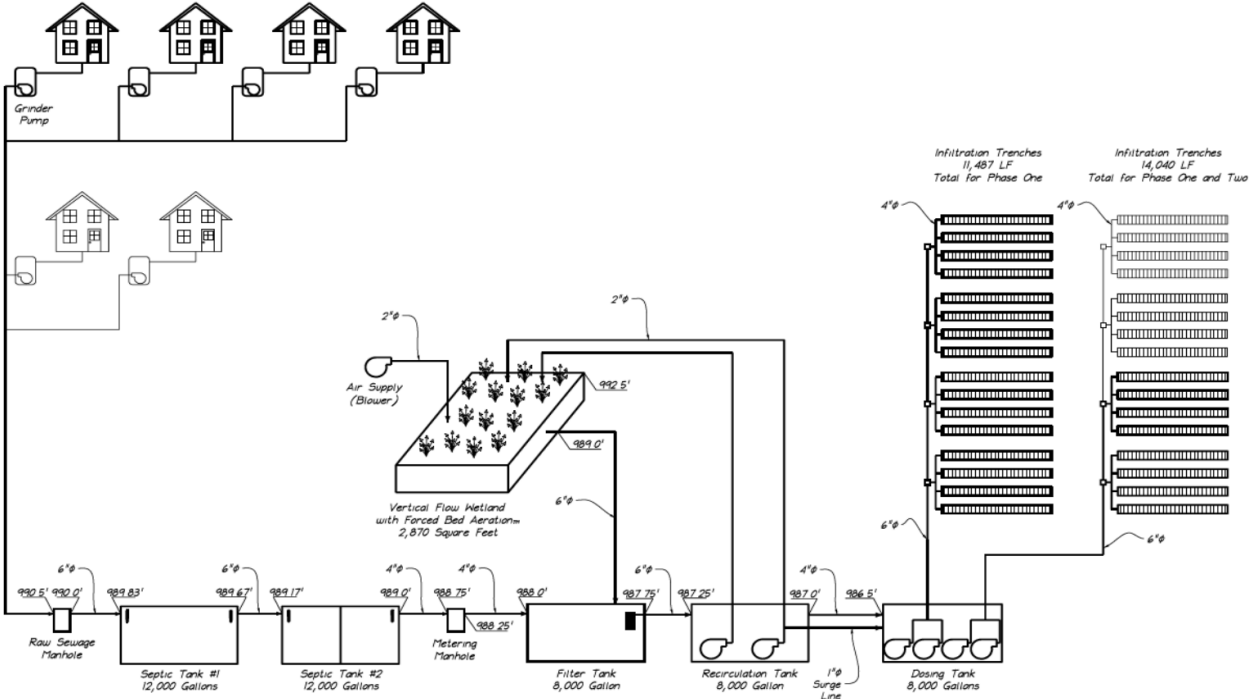 Grinder
Pump
Infiltration Trenches
11,487 LF
Total for Phase One
Infiltration Trenches
14,040 LF
Total for Phase One and Two
4"ø
4"ø
2"ø
2"ø
Air Supply
(Blower)
992.5'
989.0'
Vertical Flow Wetland
with Forced Bed Aeration™
2,870 Square Feet
6"ø
6"ø
6"ø
990.5' 990.0'
6"ø
989.83'
989.67'
6"ø
989.17'
989.0'
4"ø
988.75'
4"ø
988.25'
988.0'
987.75'
6"ø
987.25'
987.0'
4"ø
986.5'
Raw Sewage
Manhole
Septic Tank #1
12,000 Gallons
Septic Tank #2
12,000 Gallons
Metering
Manhole
Filter Tank
8,000 Gallon
Recirculation Tank
8,000 Gallon
1"ø
Surge
Line
Dosing Tank
8,000 Gallons